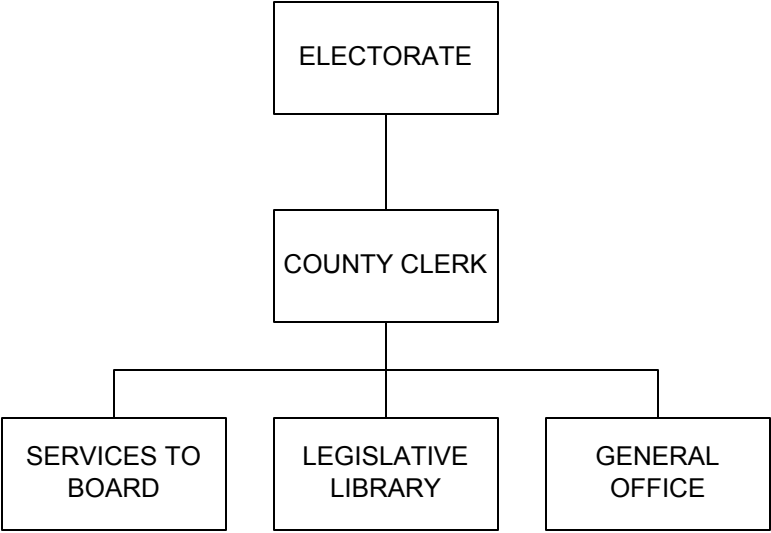 ELECTORATE
COUNTY CLERK
SERVICES TO
BOARD
LEGISLATIVE
LIBRARY
GENERAL
OFFICE